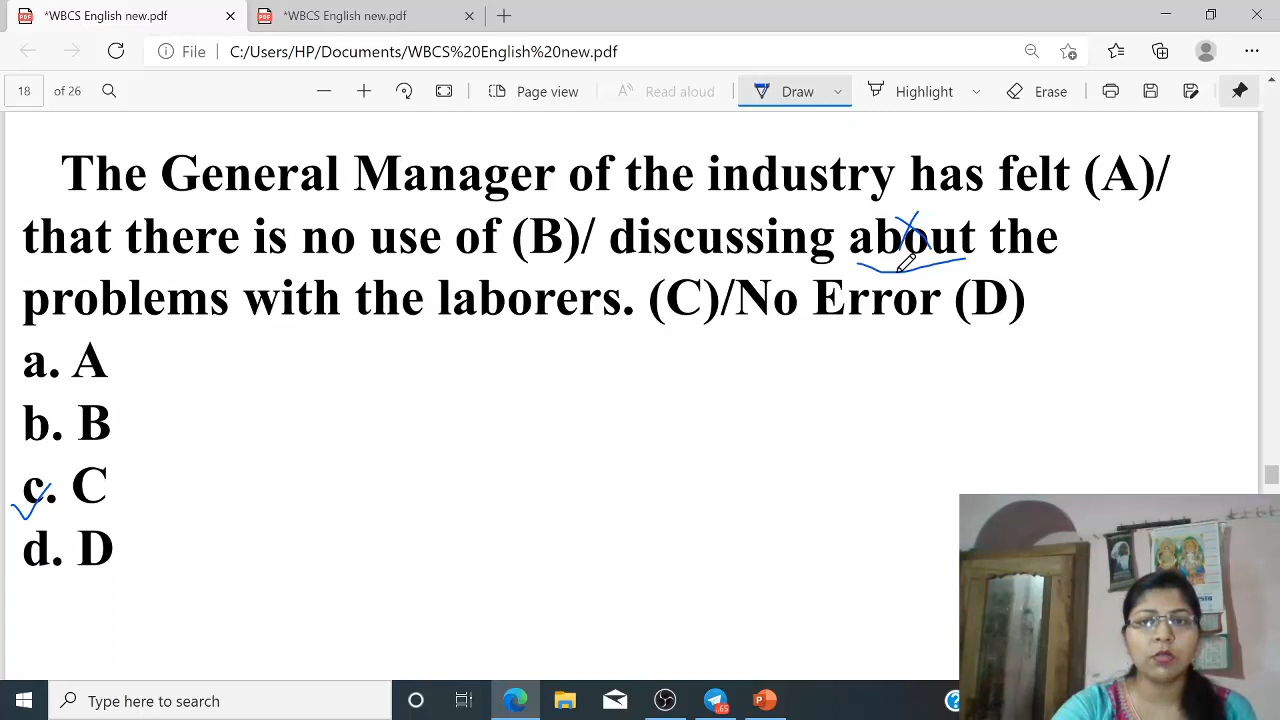 *WBCS English new.pdf
*WBCS English new.pdf
File
C:/Users/HP/Documents/WBCS%20English%20new.pdf
18 of 26
Page view
Read aloud
Draw
Highlight
Erase
The General Manager of the industry has felt (A)/
that there is no use of (B)/ discussing about the
problems with the laborers. (C)/No Error (D)
a. A
b. B
c. C
d. D
Type here to search